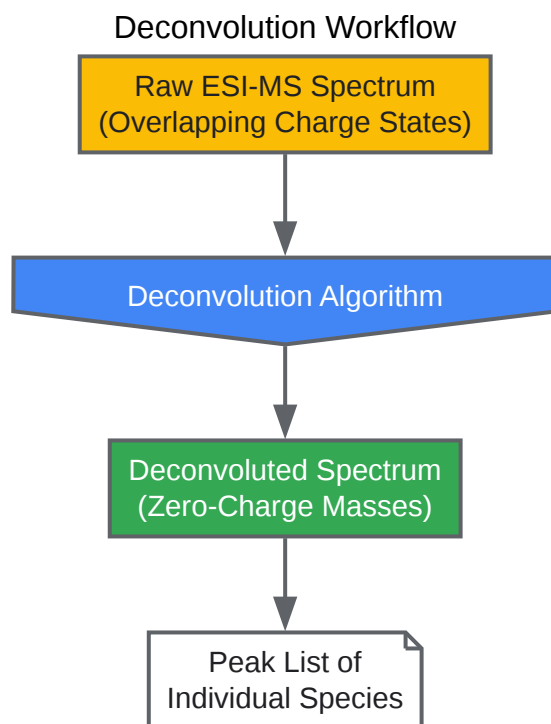 Deconvolution Workflow
Raw ESI-MS Spectrum
(Overlapping Charge States)
Deconvolution Algorithm
Deconvoluted Spectrum
(Zero-Charge Masses)
Peak List of
Individual Species